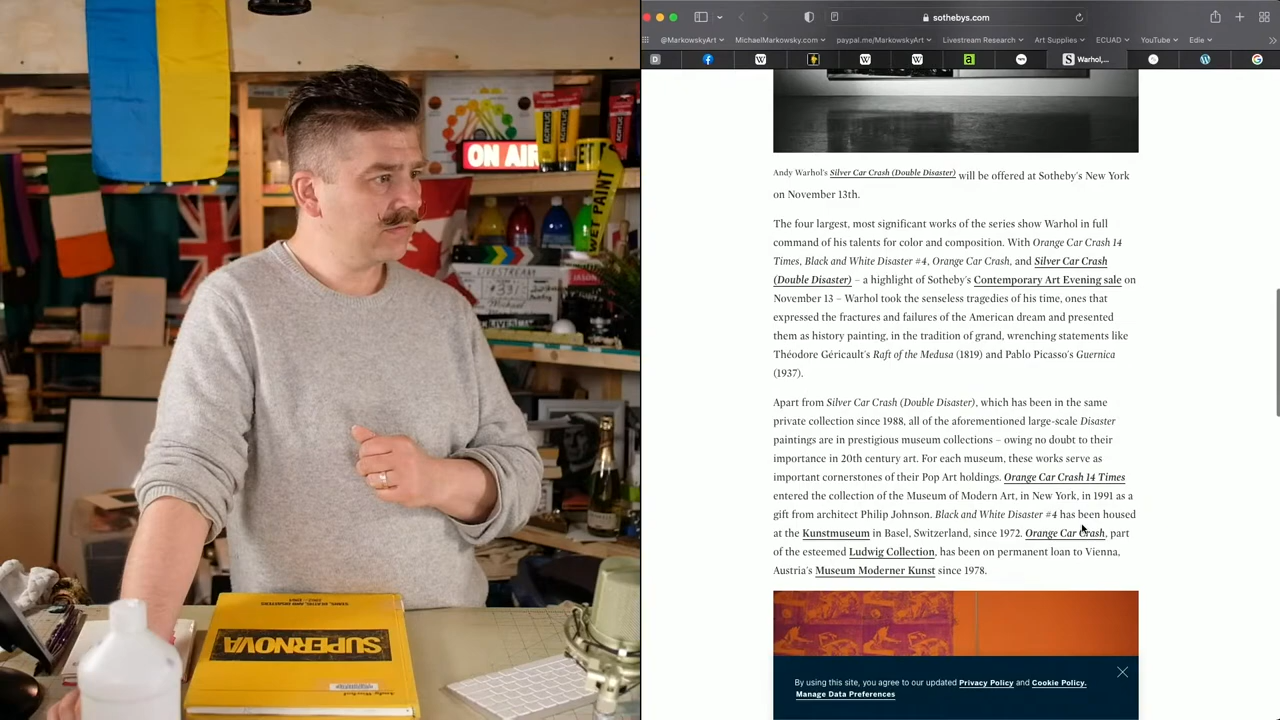 sothebys.com
@MarkowskyArt
MichaelMarkowsky.com
paypal.me/MarkowskyArt
Livestream Research
Art Supplies
ECUAD
YouTube
Edie
Warhol,...
ON AIR
WET PAINT
ACRYLIC
LIVESTREAM
Andy Warhol's Silver Car Crash (Double Disaster) will be offered at Sotheby's New York
on November 13th.
The four largest, most significant works of the series show Warhol in full
command of his talents for color and composition. With Orange Car Crash 14
Times, Black and White Disaster #4, Orange Car Crash, and Silver Car Crash
(Double Disaster) – a highlight of Sotheby's Contemporary Art Evening sale on
November 13 – Warhol took the senseless tragedies of his time, ones that
expressed the fractures and failures of the American dream and presented
them as history painting, in the tradition of grand, wrenching statements like
Théodore Géricault's Raft of the Medusa (1819) and Pablo Picasso's Guernica
(1937).
Apart from Silver Car Crash (Double Disaster), which has been in the same
private collection since 1988, all of the aforementioned large-scale Disaster
paintings are in prestigious museum collections – owing no doubt to their
importance in 20th century art. For each museum, these works serve as
important cornerstones of their Pop Art holdings. Orange Car Crash 14 Times
entered the collection of the Museum of Modern Art, in New York, in 1991 as a
gift from architect Philip Johnson. Black and White Disaster #4 has been housed
at the Kunstmuseum in Basel, Switzerland, since 1972. Orange Car Crash, part
of the esteemed Ludwig Collection, has been on permanent loan to Vienna,
Austria's Museum Moderner Kunst since 1978.
SUPERNOVA
By using this site, you agree to our updated Privacy Policy and Cookie Policy.
Manage Data Preferences